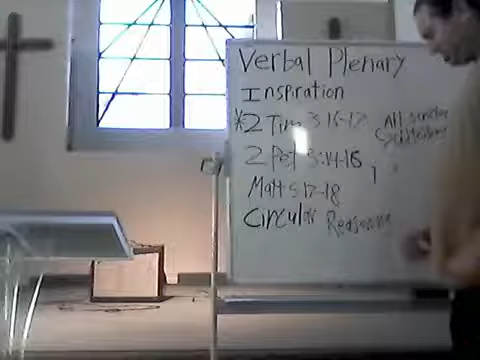 Verbal Plenary
Inspiration
*2 Tim 3:16-17 All
2 Pet 3:14-16
Matt 5 17-18
Circular Reasoning